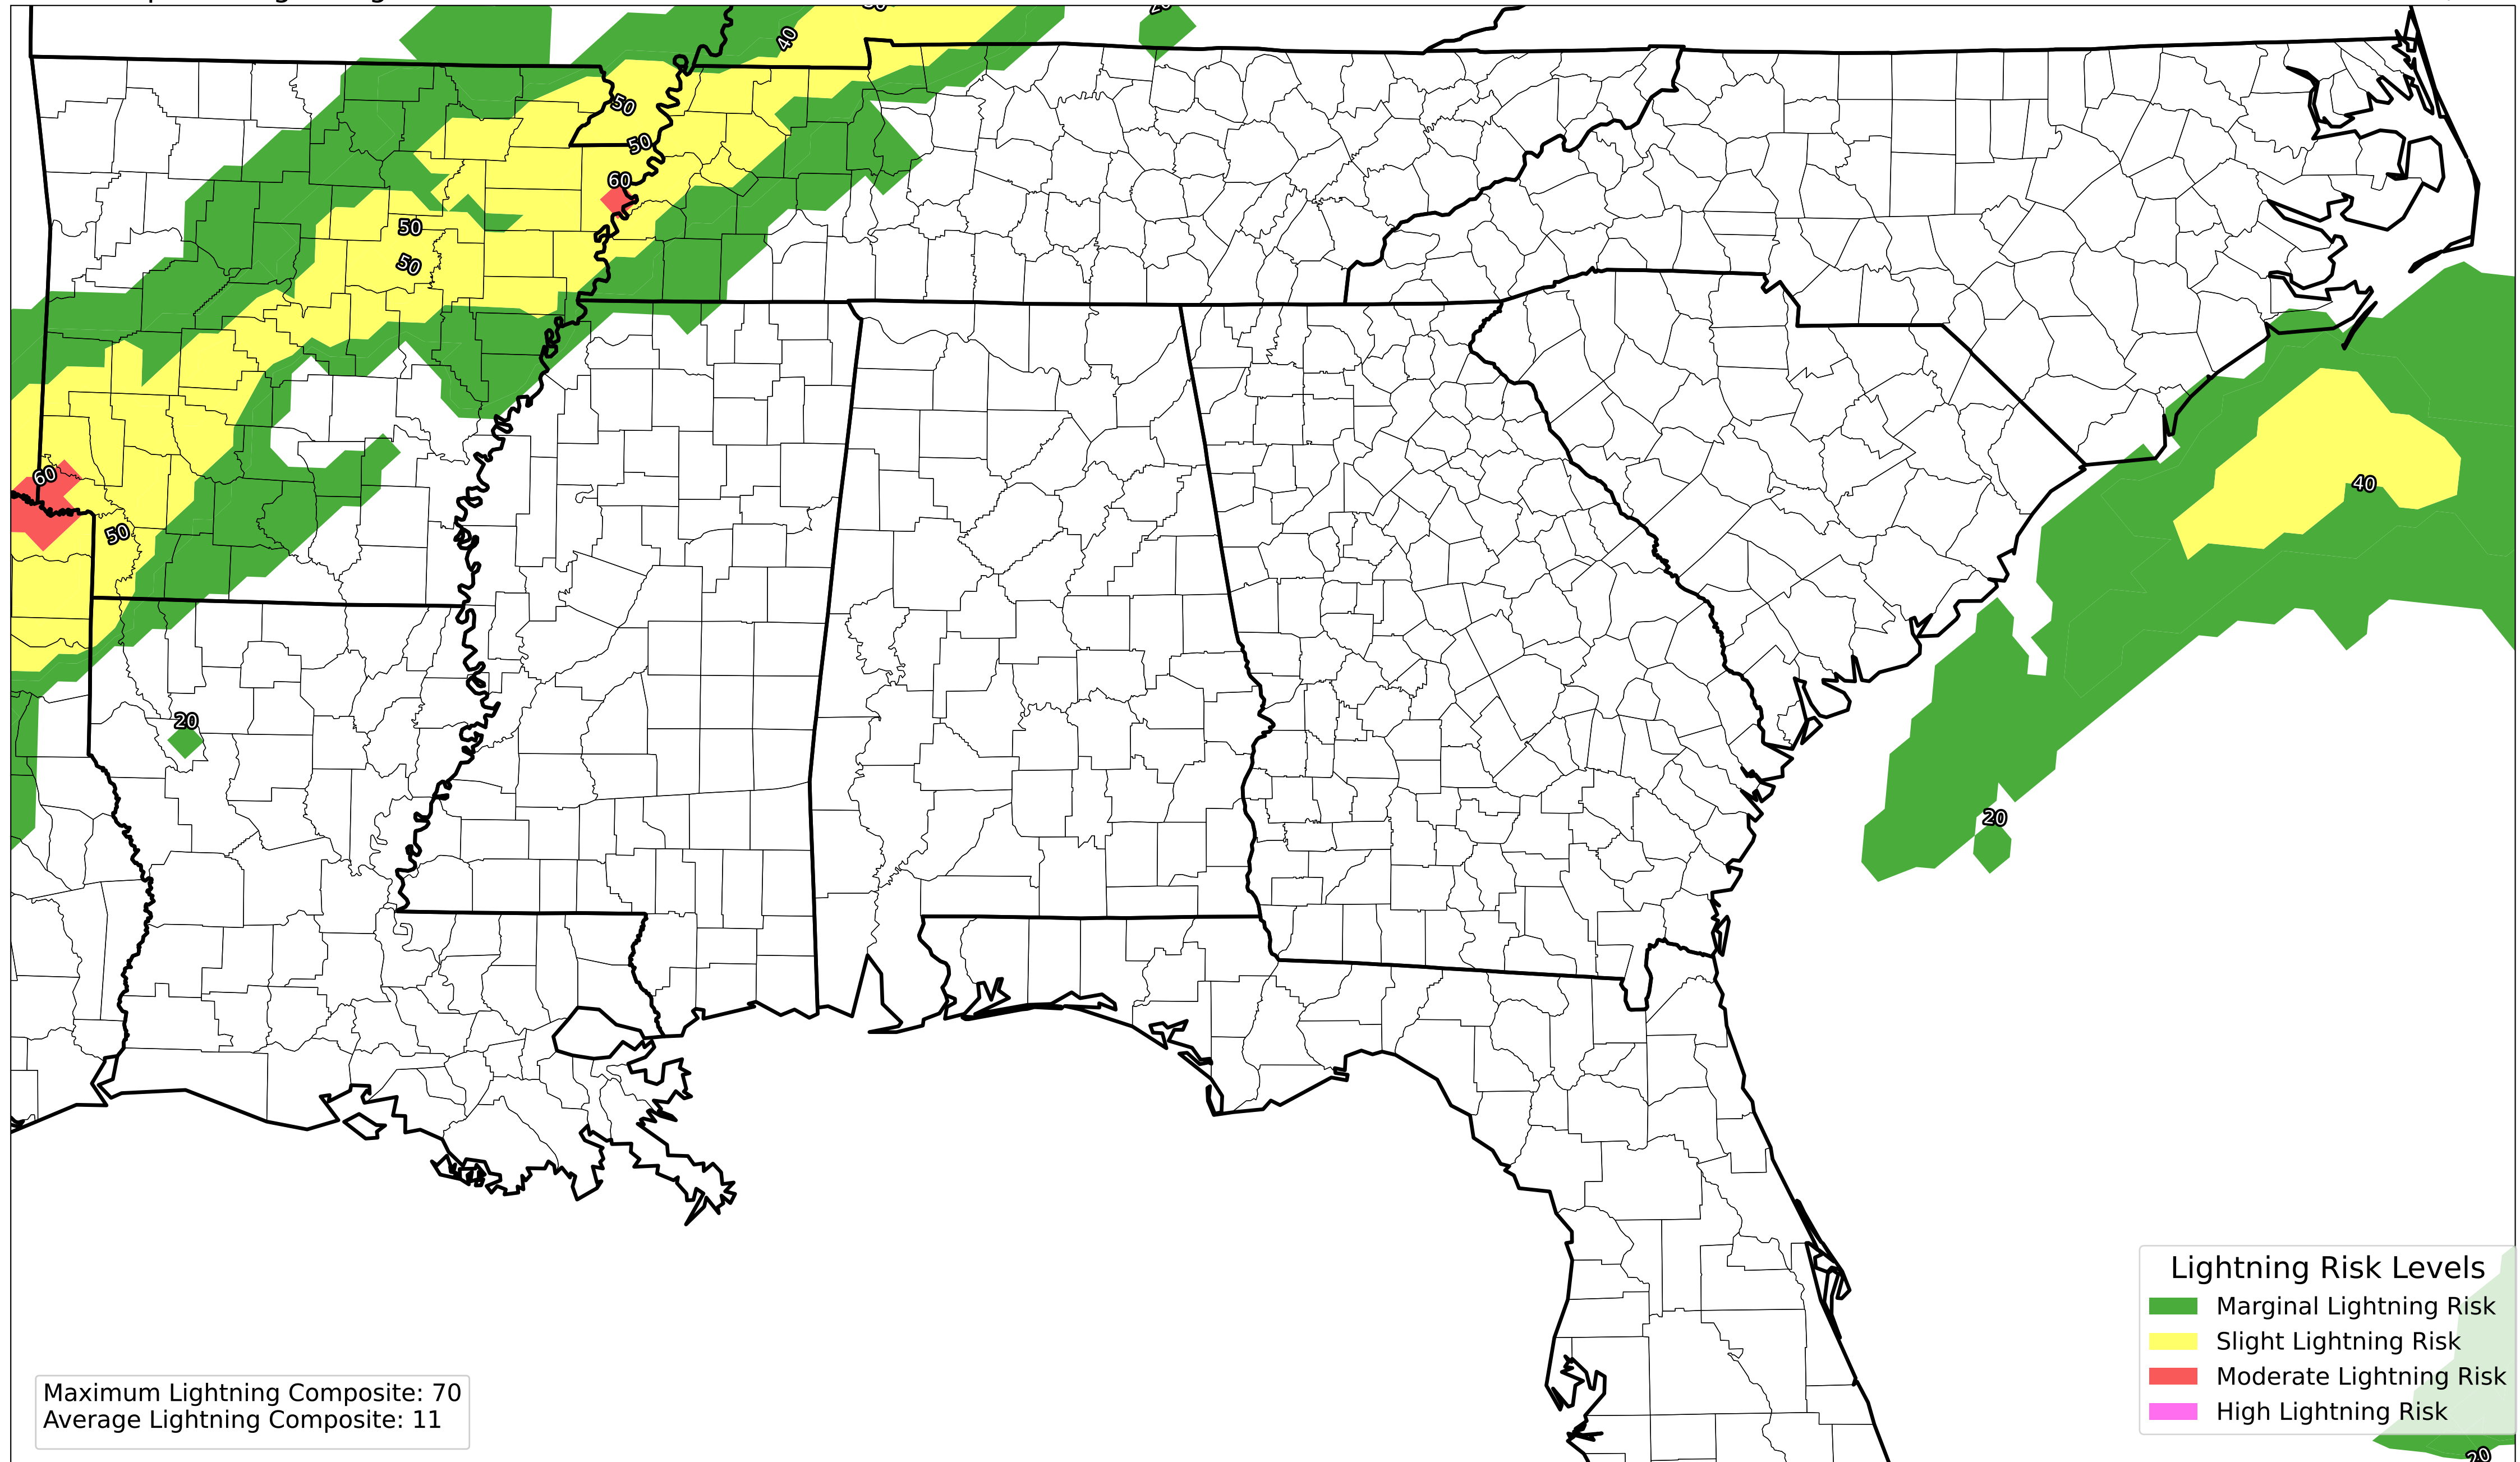 40
20
50
50
60
50
50
60
50
40
20
20
Lightning Risk Levels
Marginal Lightning Risk
Slight Lightning Risk
Moderate Lightning Risk
High Lightning Risk
Maximum Lightning Composite: 70
Average Lightning Composite: 11
20